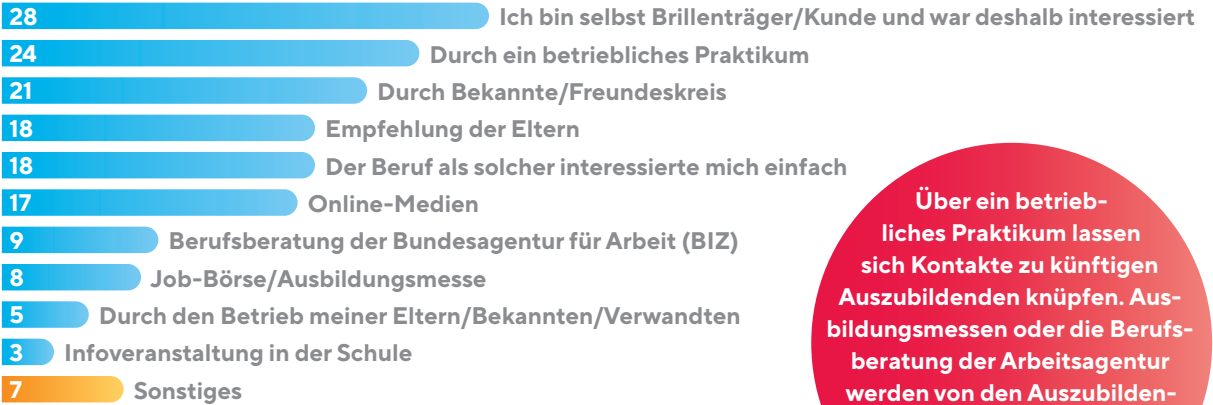 28 Ich bin selbst Brillenträger/Kunde und war deshalb interessiert
24 Durch ein betriebliches Praktikum
21 Durch Bekannte/Freundeskreis
18 Empfehlung der Eltern
18 Der Beruf als solcher interessierte mich einfach
17 Online-Medien
9 Berufsberatung der Bundesagentur für Arbeit (BIZ)
8 Job-Börse/Ausbildungsmesse
5 Durch den Betrieb meiner Eltern/Bekannten/Verwandten
3 Infoveranstaltung in der Schule
7 Sonstiges
Über ein betrieb-
liches Praktikum lassen
sich Kontakte zu künftigen
Auszubildenden knüpfen. Aus-
bildungsmessen oder die Berufs-
beratung der Arbeitsagentur
werden von den Auszubilden-